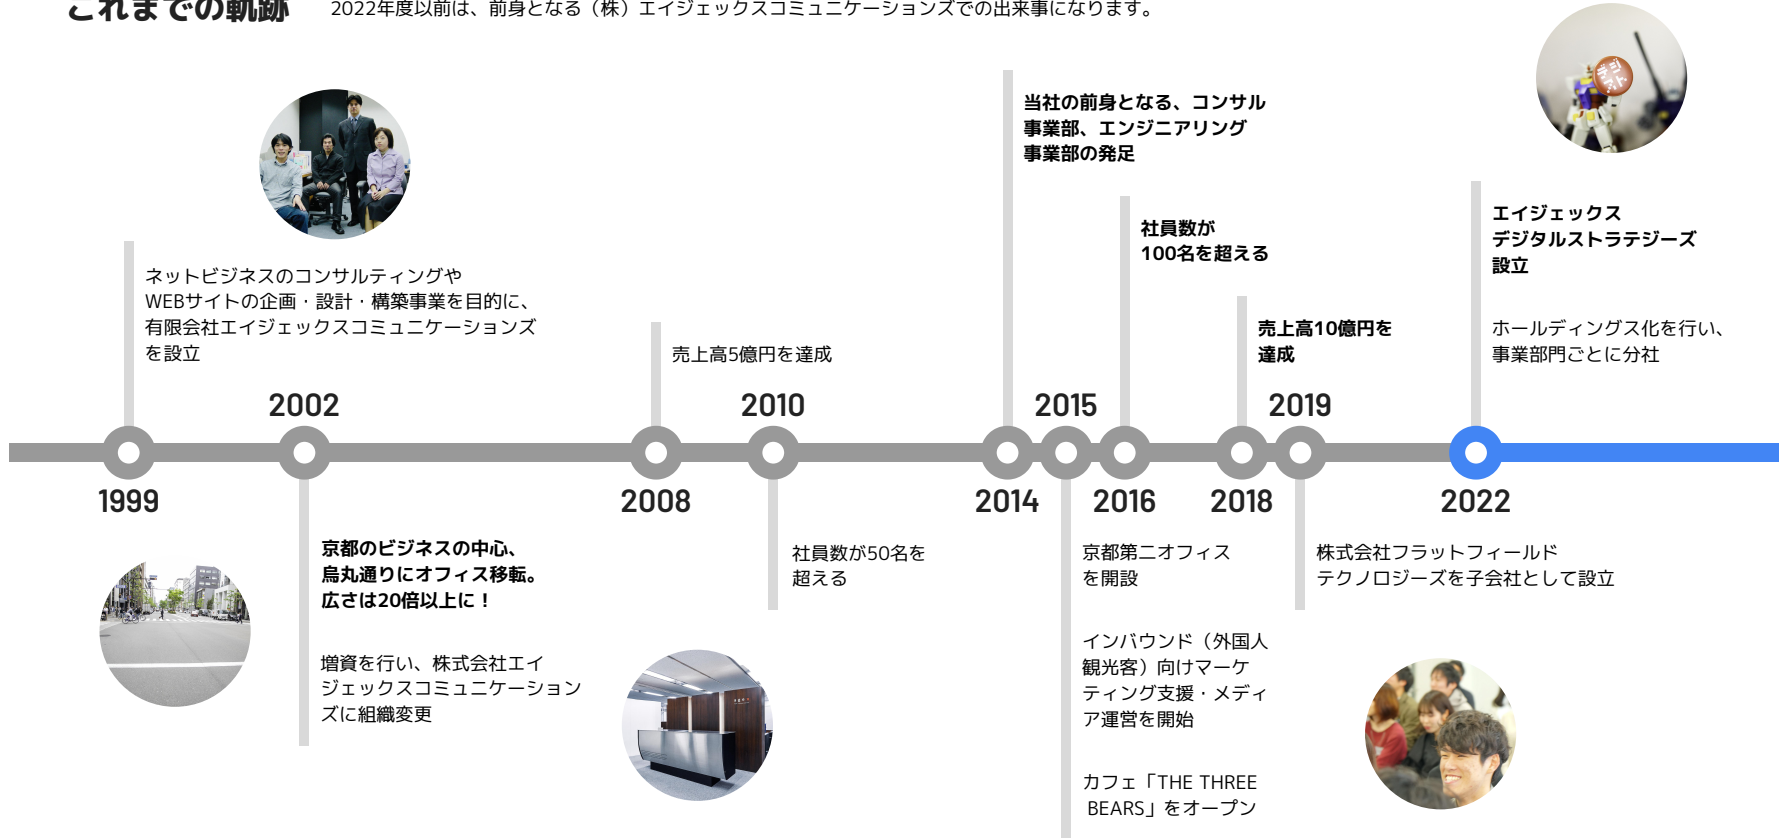 これまでの軌跡
2022年度以前は、前身となる（株）エイジェックスコミュニケーションズでの出来事になります。
ネットビジネスのコンサルティングや
WEBサイトの企画・設計・構築事業を目的に、
有限会社エイジェックスコミュニケーションズ
を設立
1999
2002
京都のビジネスの中心、
烏丸通りにオフィス移転。
広さは20倍以上に！
増資を行い、株式会社エイ
ジェックスコミュニケーション
ズに組織変更
売上高5億円を達成
2008
2010
社員数が50名を
超える
当社の前身となる、コンサル
事業部、エンジニアリング
事業部の発足
2014
2015
京都第二オフィス
を開設
インバウンド（外国人
観光客）向けマーケ
ティング支援・メディ
ア運営を開始
カフェ「THE THREE
BEARS」をオープン
社員数が
100名を超える
2016
売上高10億円を
達成
2018
2019
株式会社フラットフィールド
テクノロジーズを子会社として設立
エイジェックス
デジタルストラテジーズ
設立
ホールディングス化を行い、
事業部門ごとに分社
2022